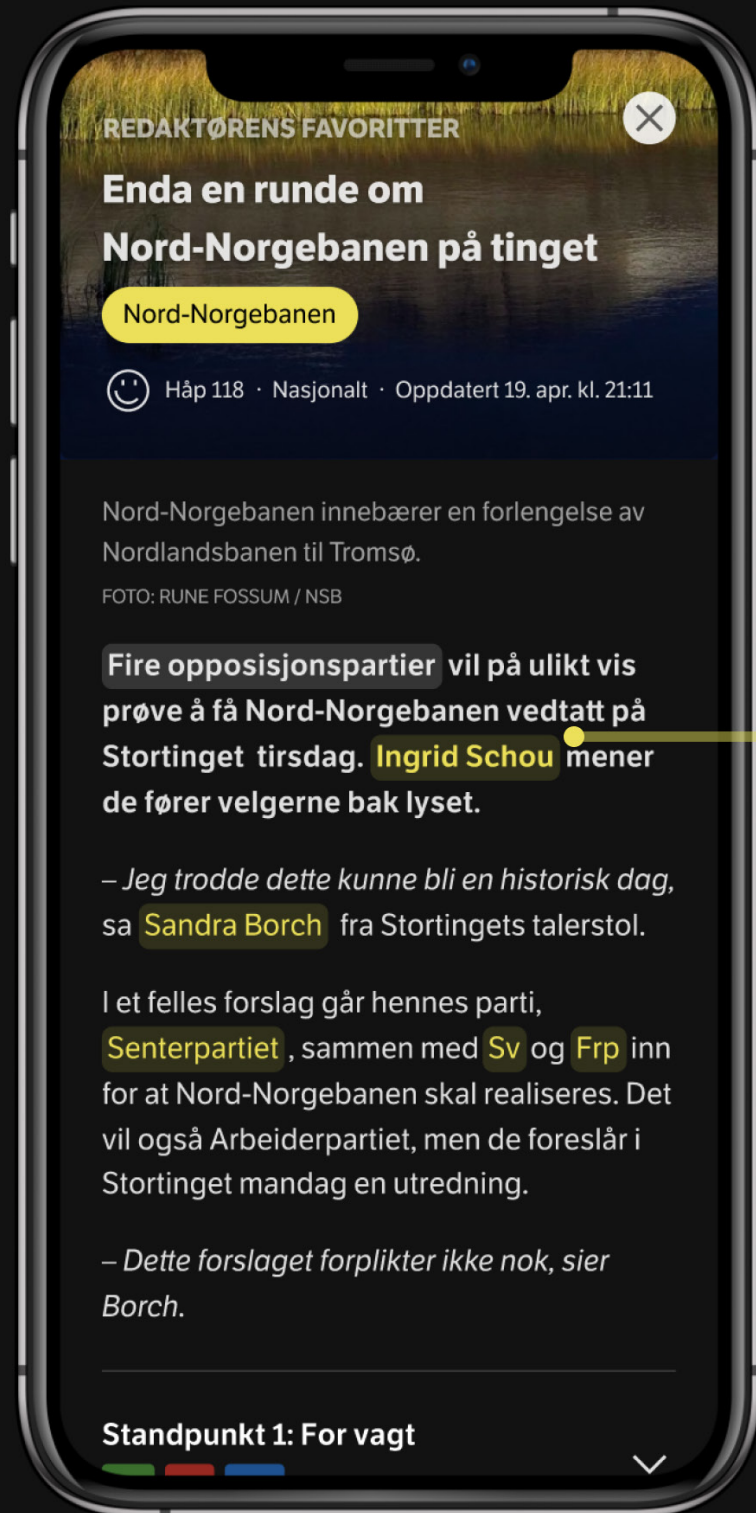 REDAKTØRENS FAVORITTER
Enda en runde om
Nord-Norgebanen på tinget
Nord-Norgebanen
Håp 118 · Nasjonalt · Oppdatert 19. apr. kl. 21:11
Nord-Norgebanen innebærer en forlengelse av
Nordlandsbanen til Tromsø.
FOTO: RUNE FOSSUM / NSB
Fire opposisjonspartier vil på ulikt vis
prøve å få Nord-Norgebanen vedtatt på
Stortinget tirsdag. Ingrid Schou mener
de fører velgerne bak lyset.
– Jeg trodde dette kunne bli en historisk dag,
sa Sandra Borch fra Stortingets talerstol.
I et felles forslag går hennes parti,
Senterpartiet, sammen med Sv og Frp inn
for at Nord-Norgebanen skal realiseres. Det
vil også Arbeiderpartiet, men de foreslår i
Stortinget mandag en utredning.
– Dette forslaget forplikter ikke nok, sier
Borch.
Standpunkt 1: For vagt